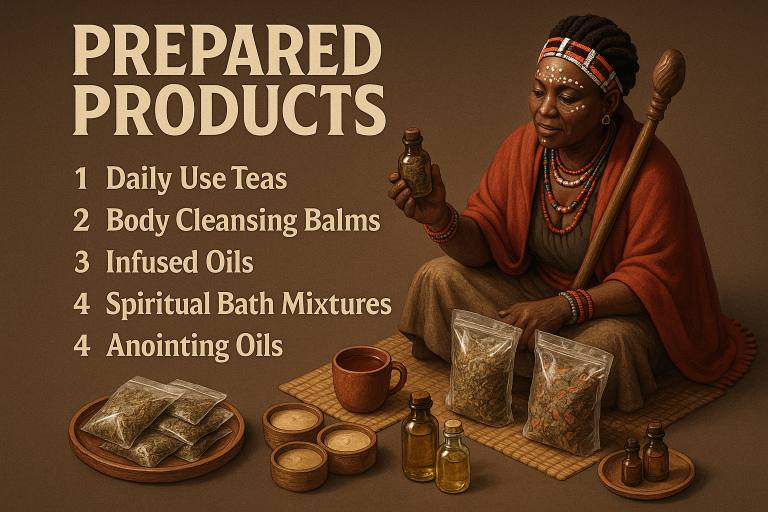 PREPARED
PRODUCTS
1 Daily Use Teas
2 Body Cleansing Balms
3 Infused Oils
4 Spiritual Bath Mixtures
4 Anointing Oils